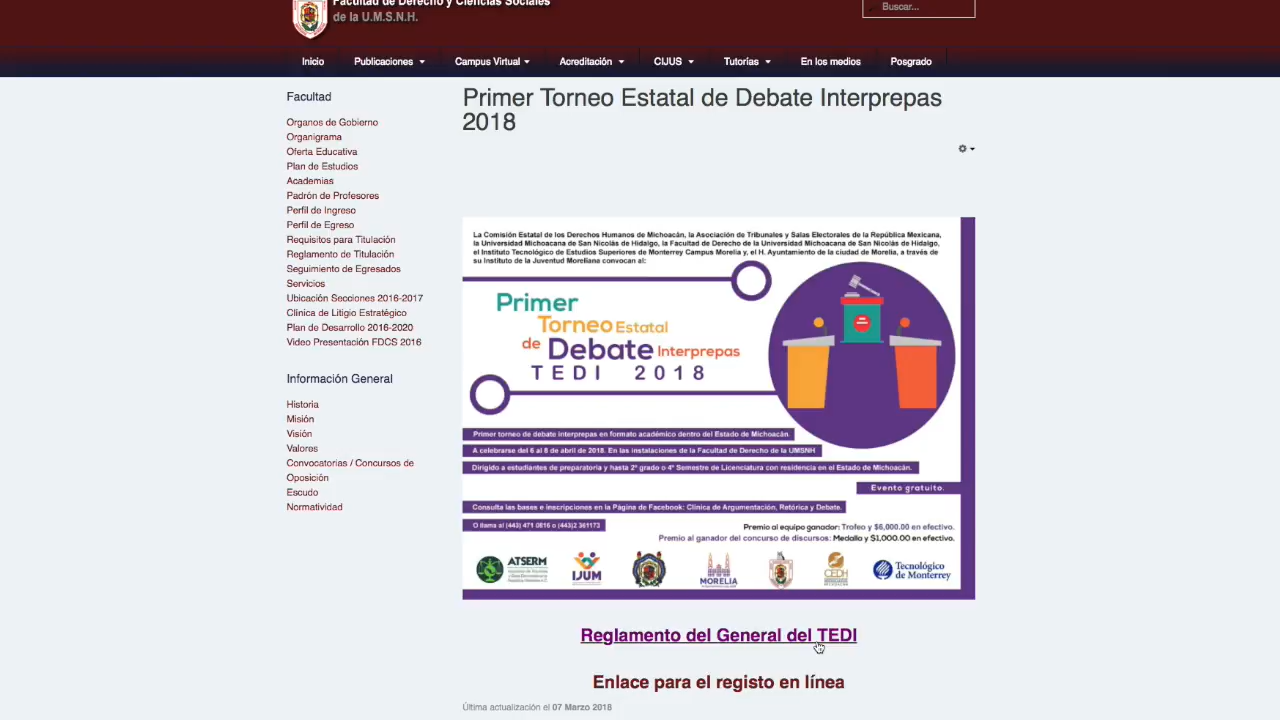 Facultad de Derecho y Ciencias Sociales
de la U.M.S.N.H.
Buscar...
Inicio Publicaciones Campus Virtual Acreditación CIJUS Tutorías En los medios Posgrado
Facultad
Organos de Gobierno
Organigrama
Oferta Educativa
Plan de Estudios
Academias
Padrón de Profesores
Perfil de Ingreso
Perfil de Egreso
Requisitos para Titulación
Reglamento de Titulación
Seguimiento de Egresados
Servicios
Ubicación Secciones 2016-2017
Clínica de Litigio Estratégico
Plan de Desarrollo 2016-2020
Video Presentación FDCS 2016
Información General
Historia
Misión
Visión
Valores
Convocatorias / Concursos de
Oposición
Escudo
Normatividad
Primer Torneo Estatal de Debate Interprepas
2018
La Comisión Estatal de los Derechos Humanos de Michoacán, la Asociación de Tribunales y Salas Electorales de la República Mexicana,
la Universidad Michoacana de San Nicolás de Hidalgo, la Facultad de Derecho de la Universidad Michoacana de San Nicolás de Hidalgo,
el Instituto Tecnológico de Estudios Superiores de Monterrey Campus Morelia y, el H. Ayuntamiento de la ciudad de Morelia, a través de
su Instituto de la Juventud Moreliana convocan al:
Primer
Torneo Estatal
de Debate Interprepas
TEDI 2018
Primer torneo de debate interprepas en formato académico dentro del Estado de Michoacán
A celebrarse del 6 al 8 de abril de 2018. En las instalaciones de la Facultad de Derecho de la UMSNH
Dirigido a estudiantes de preparatoria y hasta 2º grado o 4º Semestre de Licenciatura con residencia en el Estado de Michoacán.
Evento gratuito.
Consulta las bases e inscripciones en la Página de Facebook: Clínica de Argumentación, Retórica y Debate.
O llama al (443) 471 0816 o (443)2 361173
Premio al equipo ganador: Trofeo y $6,000.00 en efectivo.
Premio al ganador del concurso de discursos: Medalla y $1,000.00 en efectivo.
ATSERM
IJUM
MORELIA
CEDH
Tecnológico
de Monterrey
Reglamento del General del TEDI
Enlace para el registo en línea
Última actualización el 07 Marzo 2018